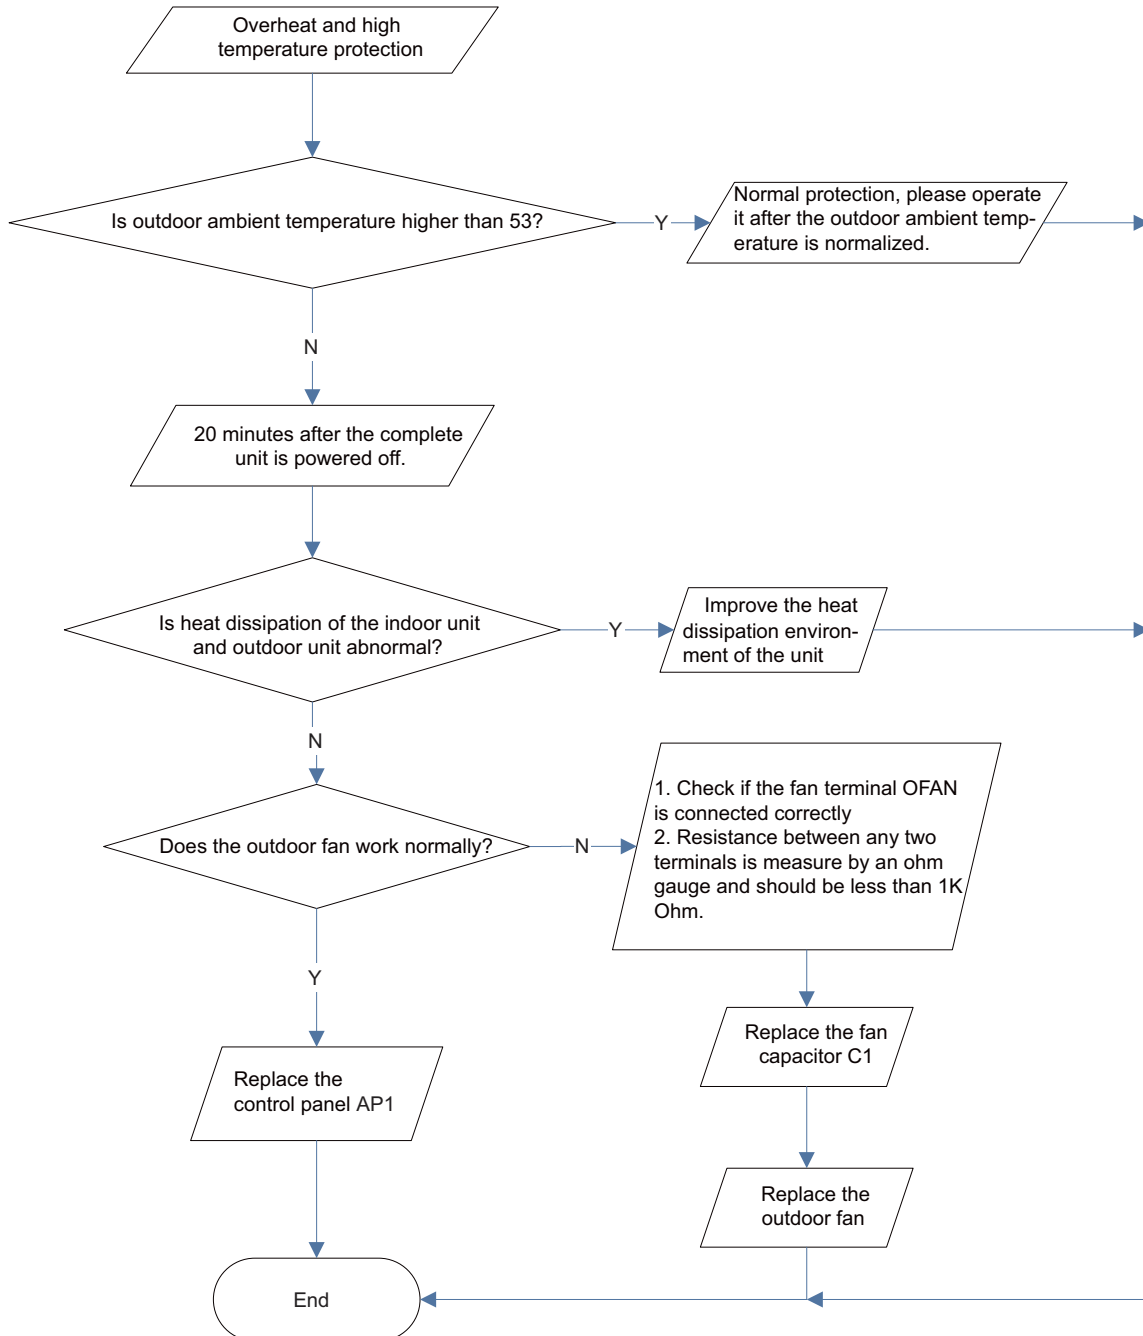 Overheat and high
temperature protection
Is outdoor ambient temperature higher than 53?
Y
Normal protection, please operate
it after the outdoor ambient temp-
erature is normalized.
N
20 minutes after the complete
unit is powered off.
Is heat dissipation of the indoor unit
and outdoor unit abnormal?
Y
Improve the heat
dissipation environ-
ment of the unit
N
Does the outdoor fan work normally?
N
1. Check if the fan terminal OFAN
is connected correctly
2. Resistance between any two
terminals is measure by an ohm
gauge and should be less than 1K
Ohm.
Y
Replace the fan
capacitor C1
Replace the
control panel AP1
Replace the
outdoor fan
End